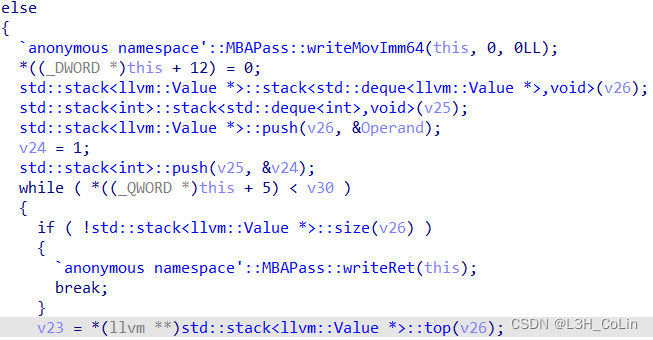 else
{
`anonymous namespace'::MBAPass::writeMovImm64(this, 0, 0LL);
*((_DWORD *)this + 12) = 0;
std::stack<llvm::Value *>::stack<std::deque<llvm::Value *>,void>(v26);
std::stack<int>::stack<std::deque<int>,void>(v25);
std::stack<llvm::Value *>::push(v26, &Operand);
v24 = 1;
std::stack<int>::push(v25, &v24);
while ( *((_QWORD *)this + 5) < v30 )
{
if ( !std::stack<llvm::Value *>::size(v26) )
{
`anonymous namespace'::MBAPass::writeRet(this);
break;
}
v23 = *(llvm **)std::stack<llvm::Value *>::top(v26);
CSDN @L3H_CoLin